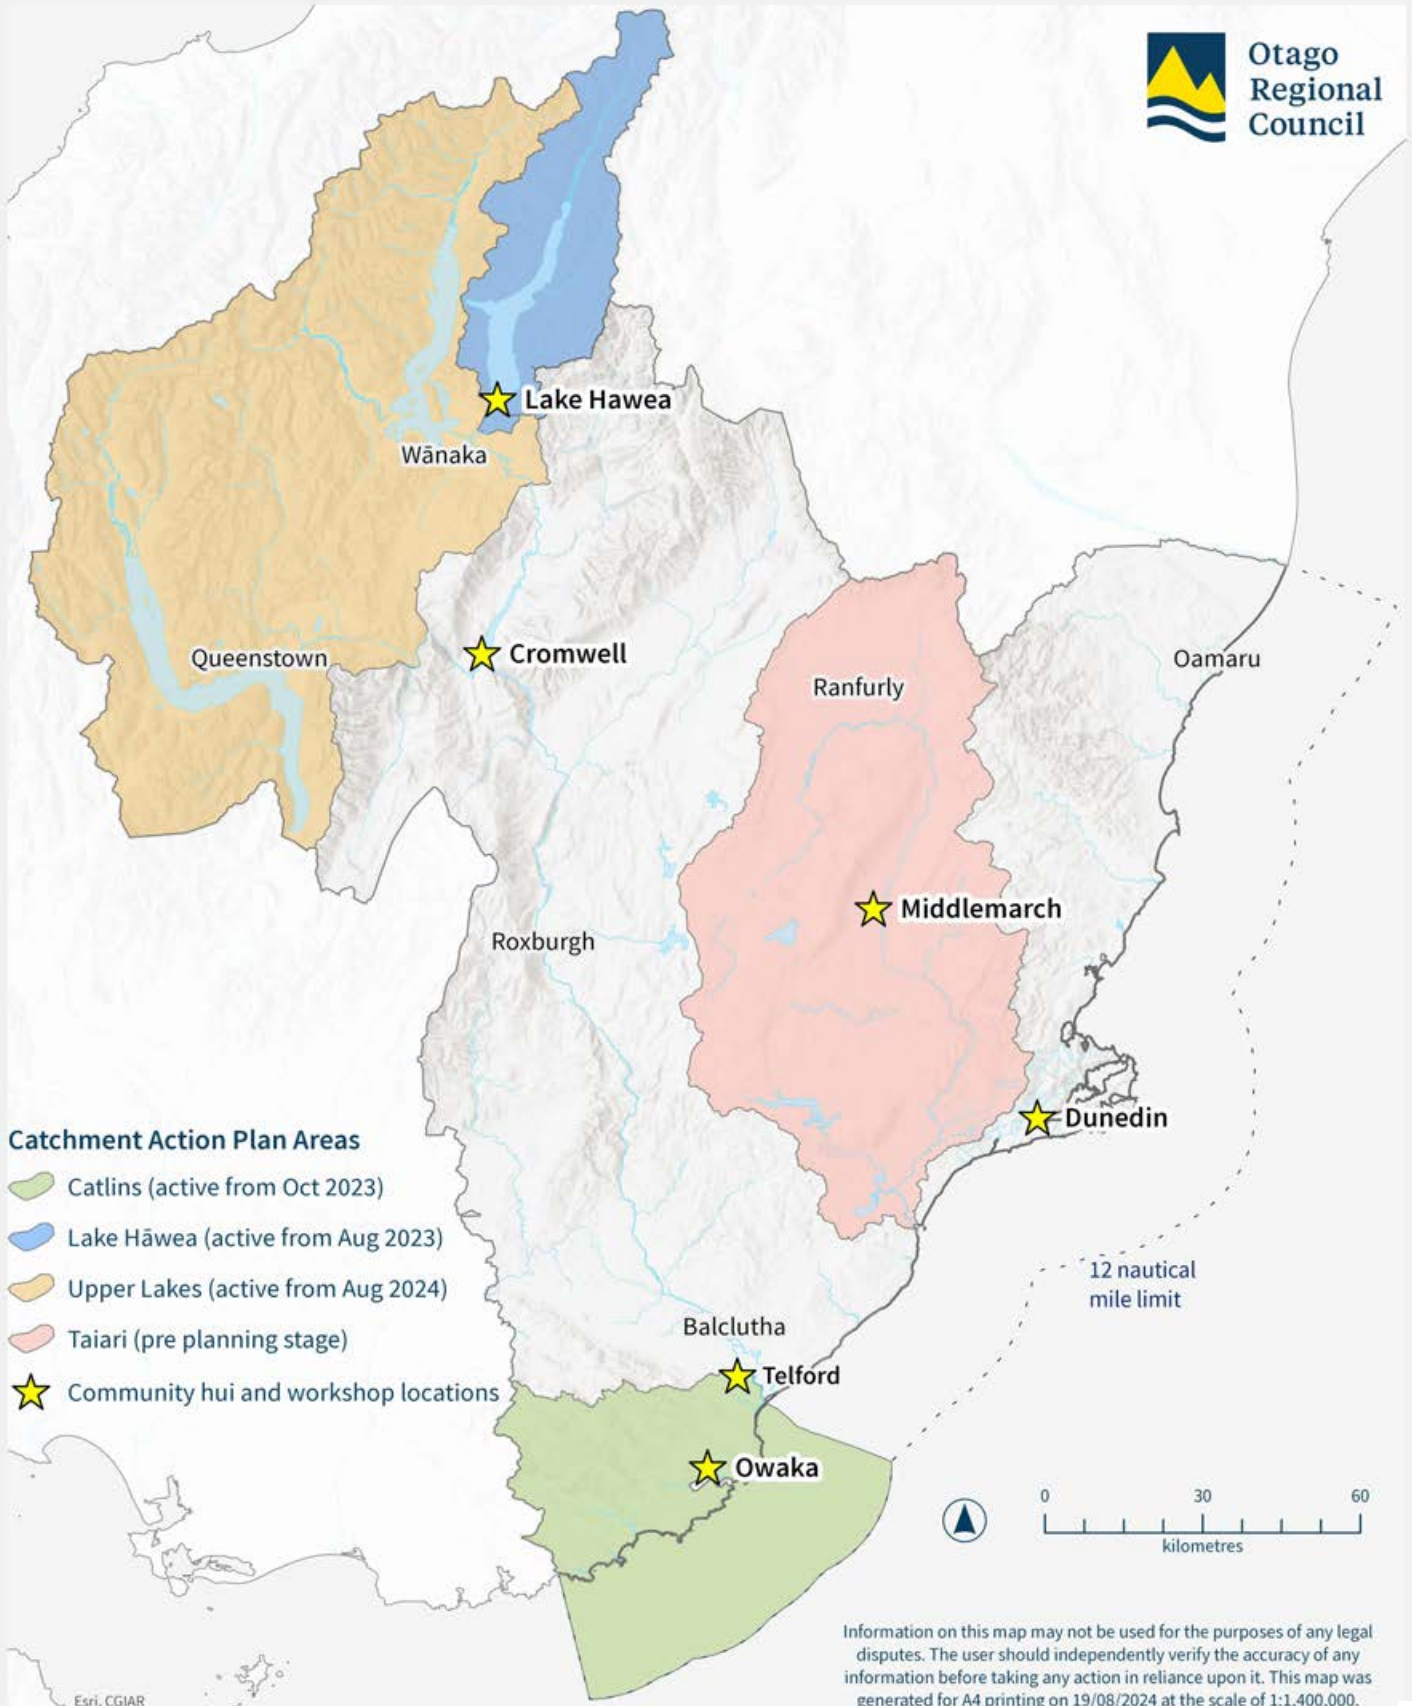 Otago
Regional
Council
Lake Hawea
Wānaka
Queenstown
Cromwell
Oamaru
Ranfurly
Middlemarch
Roxburgh
Dunedin
Catchment Action Plan Areas
Catlins (active from Oct 2023)
Lake Hāwea (active from Aug 2023)
Upper Lakes (active from Aug 2024)
Taiari (pre planning stage)
Community hui and workshop locations
12 nautical
mile limit
Balclutha
Telford
Owaka
0 30 60
kilometres
Information on this map may not be used for the purposes of any legal
disputes. The user should independently verify the accuracy of any
information before taking any action in reliance upon it. This map was
generated for A4 printing on 19/08/2024 at the scale of 1:1,400,000.
Esri, CGIAR